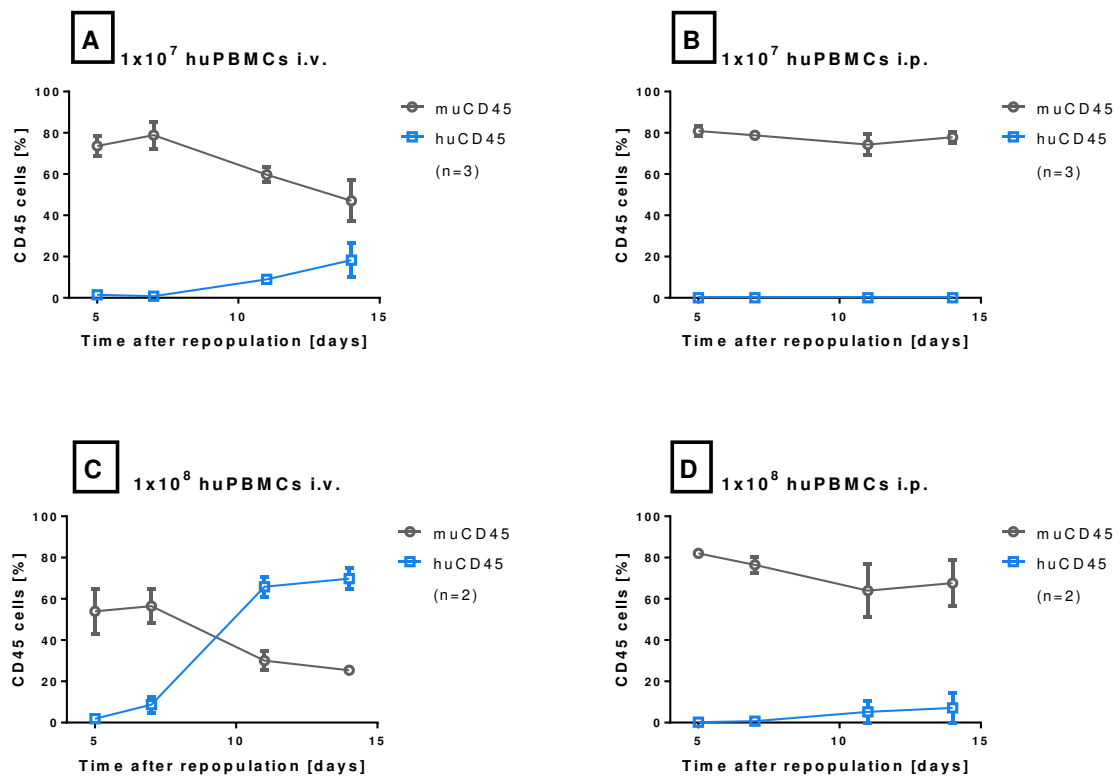 A
1x10⁷ huPBMCs i.v.
100
80
60
40
20
0
CD45 cells [%]
5
10
15
Time after repopulation [days]
muCD45
huCD45
(n=3)
B
1x10⁷ huPBMCs i.p.
100
80
60
40
20
0
CD45 cells [%]
5
10
15
Time after repopulation [days]
muCD45
huCD45
(n=3)
C
1x10⁸ huPBMCs i.v.
100
80
60
40
20
0
CD45 cells [%]
5
10
15
Time after repopulation [days]
muCD45
huCD45
(n=2)
D
1x10⁸ huPBMCs i.p.
100
80
60
40
20
0
CD45 cells [%]
5
10
15
Time after repopulation [days]
muCD45
huCD45
(n=2)